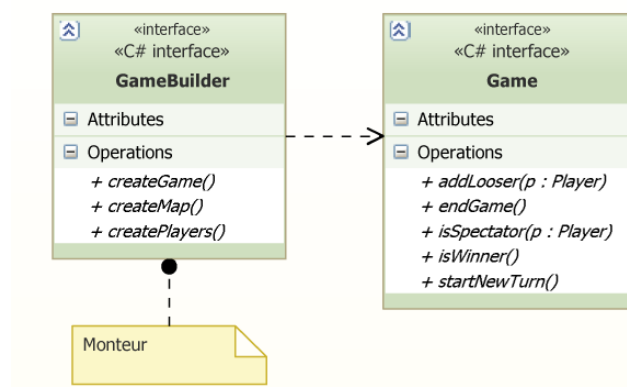 «interface»
«C# interface»
GameBuilder
Attributes
Operations
+ createGame()
+ createMap()
+ createPlayers()
Monteur
«interface»
«C# interface»
Game
Attributes
Operations
+ addLooser(p : Player)
+ endGame()
+ isSpectator(p : Player)
+ isWinner()
+ startNewTurn()